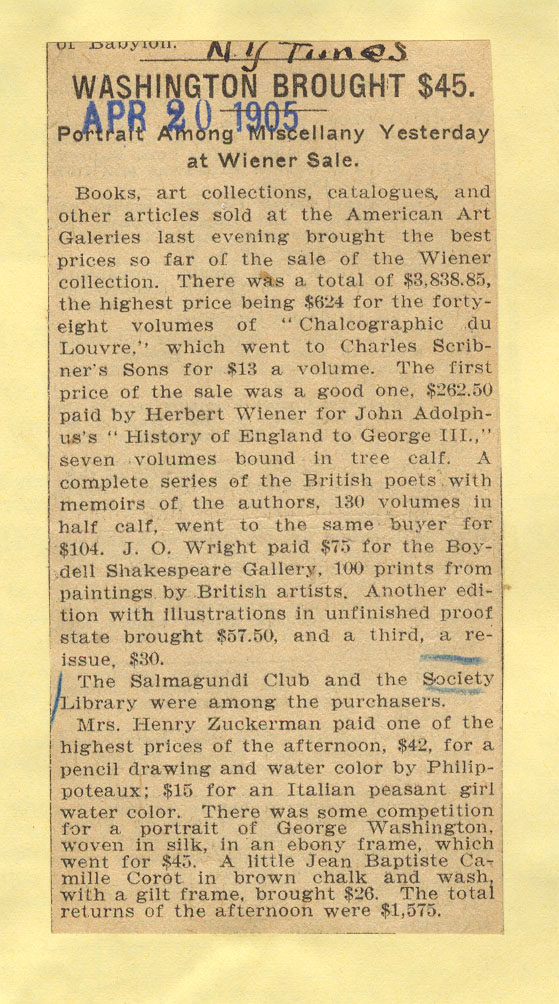 of Babylon.
NY Times
WASHINGTON BROUGHT $45.
APR 20 1905
Portrait Among Miscellany Yesterday
at Wiener Sale.
Books, art collections, catalogues, and
other articles sold at the American Art
Galeries last evening brought the best
prices so far of the sale of the Wiener
collection. There was a total of $3,838.85,
the highest price being $624 for the forty-
eight volumes of "Chalcographic du
Louvre," which went to Charles Scrib-
ner's Sons for $13 a volume. The first
price of the sale was a good one, $262.50
paid by Herbert Wiener for John Adolph-
us's "History of England to George III.,"
seven volumes bound in tree calf. A
complete series of the British poets with
memoirs of the authors, 130 volumes in
half calf, went to the same buyer for
$104. J. O. Wright paid $75 for the Boy-
dell Shakespeare Gallery, 100 prints from
paintings by British artists. Another edi-
tion with illustrations in unfinished proof
state brought $57.50, and a third, a re-
issue, $30.
The Salmagundi Club and the Society
Library were among the purchasers.
Mrs. Henry Zuckerman paid one of the
highest prices of the afternoon, $42, for a
pencil drawing and water color by Philip-
poteaux; $15 for an Italian peasant girl
water color. There was some competition
for a portrait of George Washington,
woven in silk, in an ebony frame, which
went for $45. A little Jean Baptiste Ca-
mille Corot in brown chalk and wash,
with a gilt frame, brought $26. The total
returns of the afternoon were $1,575.